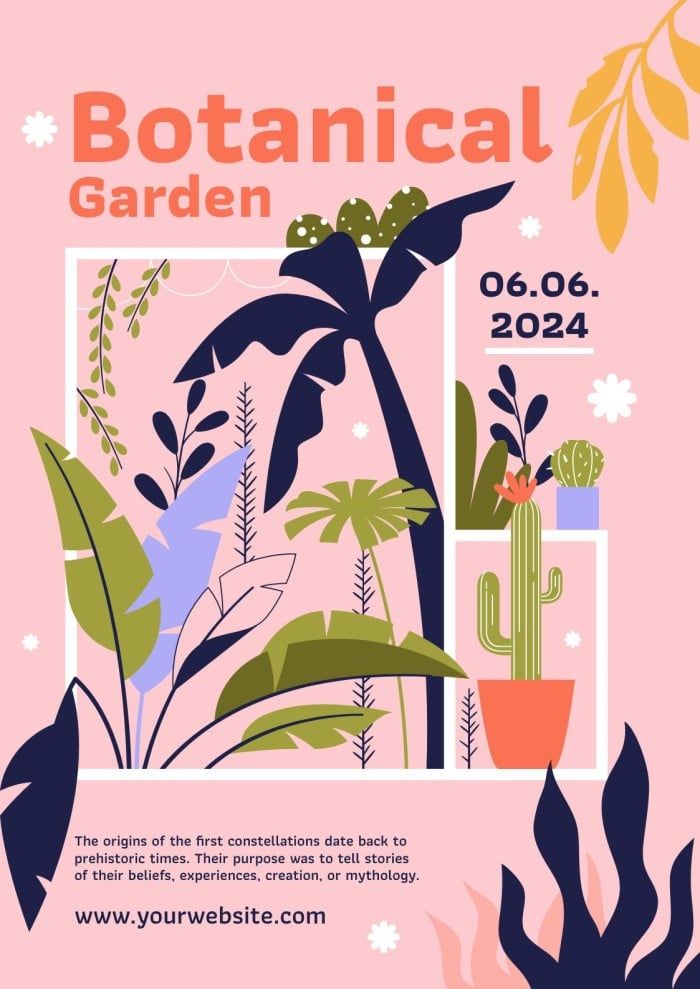 Botanical
Garden
06.06.
2024
The origins of the first constellations date back to
prehistoric times. Their purpose was to tell stories
of their beliefs, experiences, creation, or mythology.
www.yourwebsite.com